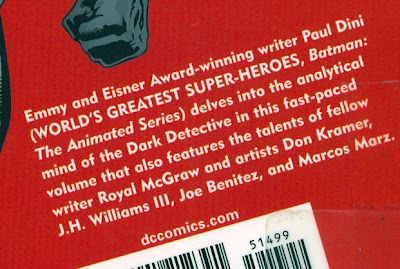 Emmy and Eisner Award-winning writer Paul Dini
(WORLD'S GREATEST SUPER-HEROES, Batman:
The Animated Series) delves into the analytical
mind of the Dark Detective in this fast-paced
volume that also features the talents of fellow
writer Royal McGraw and artists Don Kramer,
J.H. Williams III, Joe Benitez, and Marcos Marz.
dccomics.com
51499